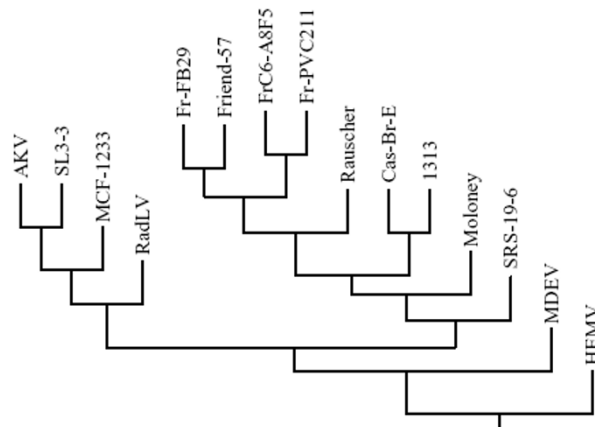 AKV
SL3-3
MCF-1233
RadLV
Fr-FB29
Friend-57
FrC6-A8F5
Fr-PVC211
Rauscher
Cas-Br-E
1313
Moloney
SRS-19-6
MDEV
HEMV